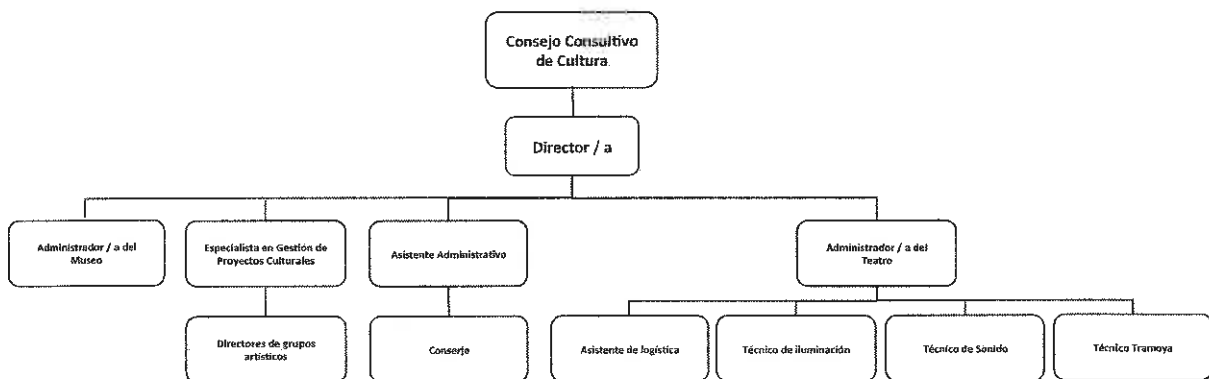 Consejo Consultivo
de Cultura
Director / a
Administrador / a del
Museo
Especialista en Gestión de
Proyectos Culturales
Asistente Administrativo
Administrador / a del
Teatro
Directores de grupos
artísticos
Conserje
Asistente de logística
Técnico de iluminación
Técnico de Sonido
Técnico Tramoya